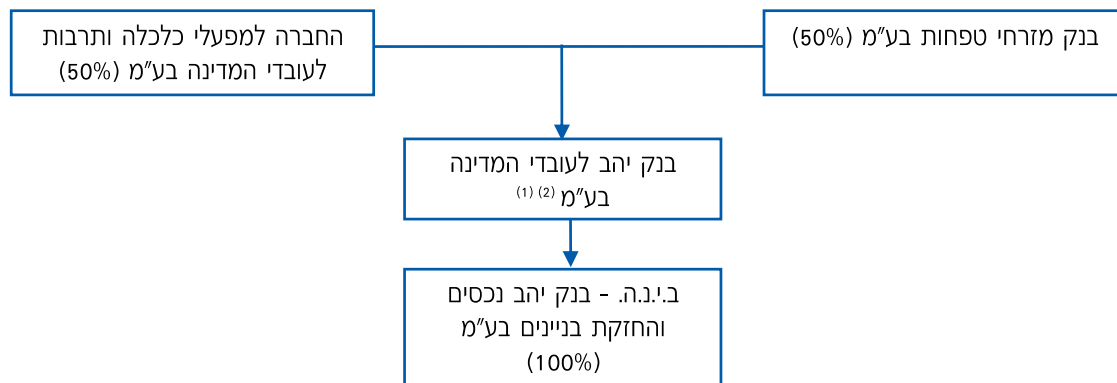 בנק מזרחי טפחות בע"מ (50%)
החברה למפעלי כלכלה ותרבות
לעובדי המדינה בע"מ (50%)
בנק יהב לעובדי המדינה
בע"מ (1) (2)
ב.י.נ.ה. - בנק יהב נכסים
והחזקת בניינים בע"מ
(100%)